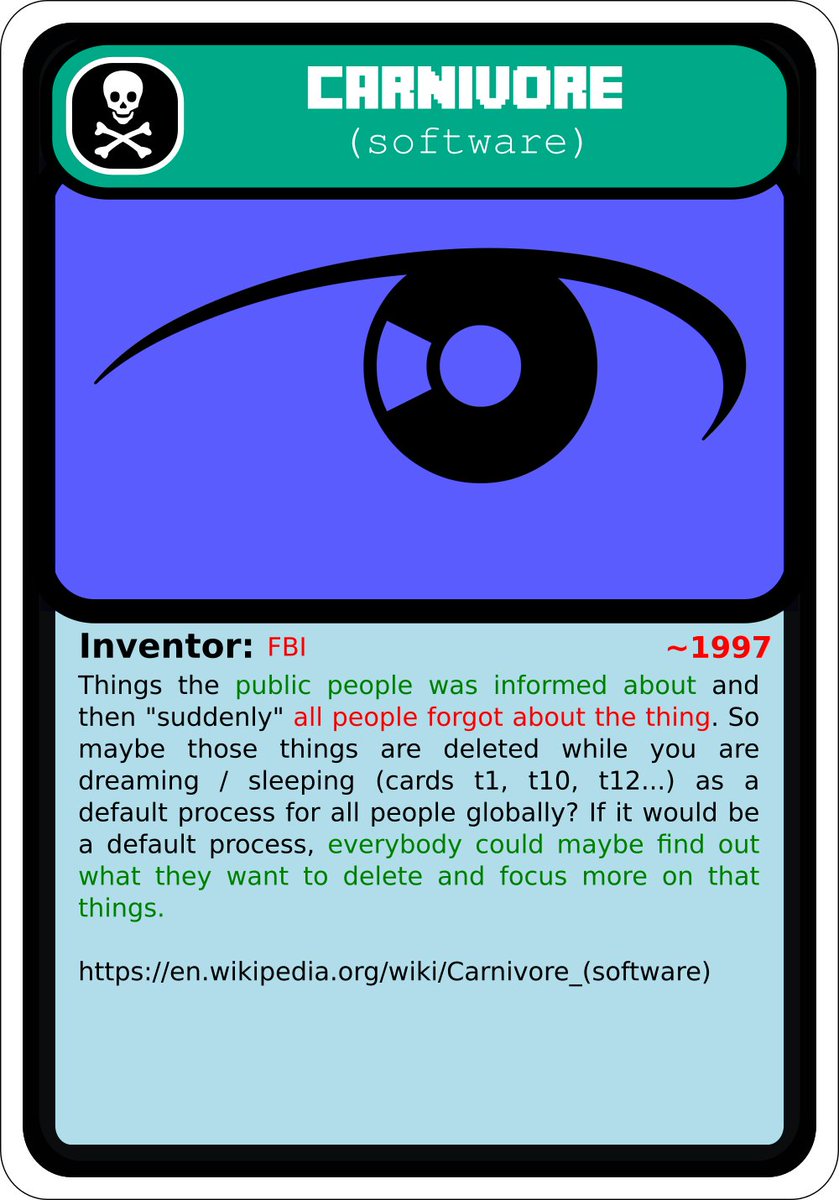 CARNIVORE
(software)
Inventor: FBI ~1997
Things the public people was informed about and
then "suddenly" all people forgot about the thing. So
maybe those things are deleted while you are
dreaming / sleeping (cards t1, t10, t12...) as a
default process for all people globally? If it would be
a default process, everybody could maybe find out
what they want to delete and focus more on that
things.
https://en.wikipedia.org/wiki/Carnivore_(software)